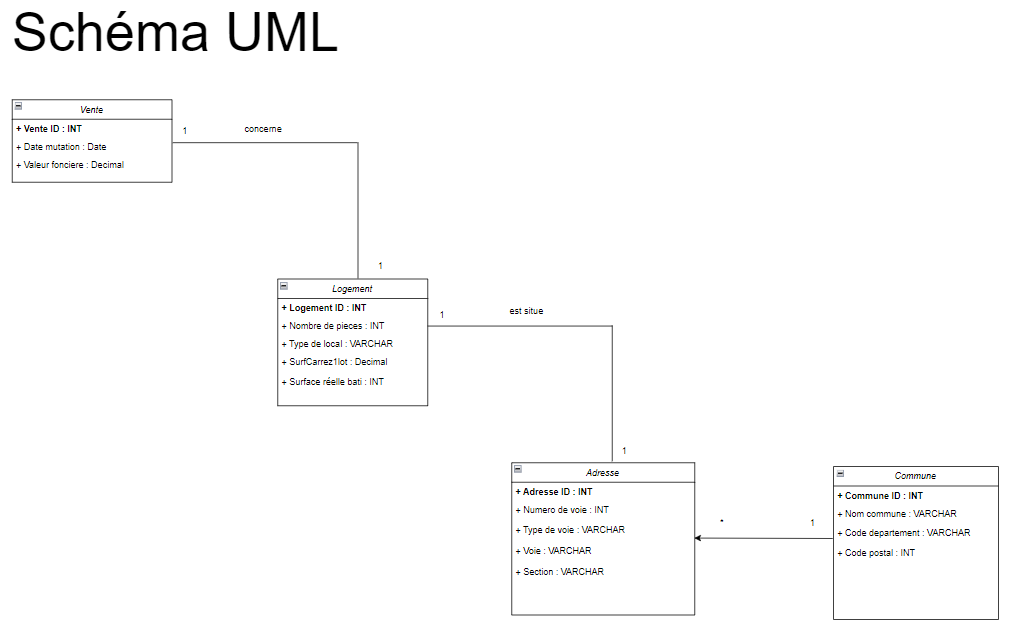 Schéma UML
Vente
+ Vente ID : INT
+ Date mutation : Date
+ Valeur fonciere : Decimal
1
concerne
1
Logement
+ Logement ID : INT
+ Nombre de pieces : INT
+ Type de local : VARCHAR
+ SurfCarrez1lot : Decimal
+ Surface réelle bati : INT
1
est situe
1
Adresse
+ Adresse ID : INT
+ Numero de voie : INT
+ Type de voie : VARCHAR
+ Voie : VARCHAR
+ Section : VARCHAR
*
1
Commune
+ Commune ID : INT
+ Nom commune : VARCHAR
+ Code departement : VARCHAR
+ Code postal : INT